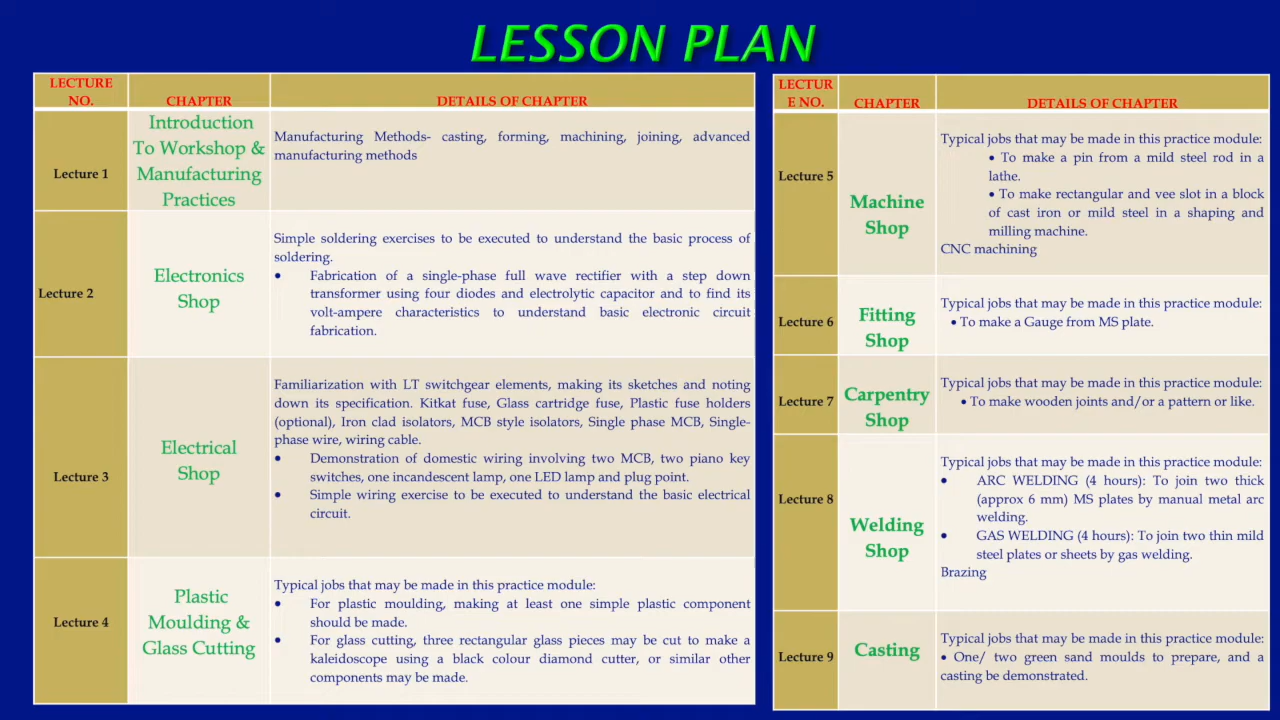 LESSON PLAN
LECTURE
NO.
CHAPTER
DETAILS OF CHAPTER
Lecture 1
Introduction
To Workshop &
Manufacturing
Practices
Manufacturing Methods- casting, forming, machining, joining, advanced
manufacturing methods
Lecture 2
Electronics
Shop
Simple soldering exercises to be executed to understand the basic process of
soldering.
• Fabrication of a single-phase full wave rectifier with a step down
transformer using four diodes and electrolytic capacitor and to find its
volt-ampere characteristics to understand basic electronic circuit
fabrication.
Lecture 3
Electrical
Shop
Familiarization with LT switchgear elements, making its sketches and noting
down its specification. Kitkat fuse, Glass cartridge fuse, Plastic fuse holders
(optional), Iron clad isolators, MCB style isolators, Single phase MCB, Single-
phase wire, wiring cable.
• Demonstration of domestic wiring involving two MCB, two piano key
switches, one incandescent lamp, one LED lamp and plug point.
• Simple wiring exercise to be executed to understand the basic electrical
circuit.
Lecture 4
Plastic
Moulding &
Glass Cutting
Typical jobs that may be made in this practice module:
• For plastic moulding, making at least one simple plastic component
should be made.
• For glass cutting, three rectangular glass pieces may be cut to make a
kaleidoscope using a black colour diamond cutter, or similar other
components may be made.
LECTUR
E NO.
CHAPTER
DETAILS OF CHAPTER
Lecture 5
Machine
Shop
Typical jobs that may be made in this practice module:
• To make a pin from a mild steel rod in a
lathe.
• To make rectangular and vee slot in a block
of cast iron or mild steel in a shaping and
milling machine.
CNC machining
Lecture 6
Fitting
Shop
Typical jobs that may be made in this practice module:
• To make a Gauge from MS plate.
Lecture 7
Carpentry
Shop
Typical jobs that may be made in this practice module:
• To make wooden joints and/or a pattern or like.
Lecture 8
Welding
Shop
Typical jobs that may be made in this practice module:
• ARC WELDING (4 hours): To join two thick
(approx 6 mm) MS plates by manual metal arc
welding.
• GAS WELDING (4 hours): To join two thin mild
steel plates or sheets by gas welding.
Brazing
Lecture 9
Casting
Typical jobs that may be made in this practice module:
• One/ two green sand moulds to prepare, and a
casting be demonstrated.